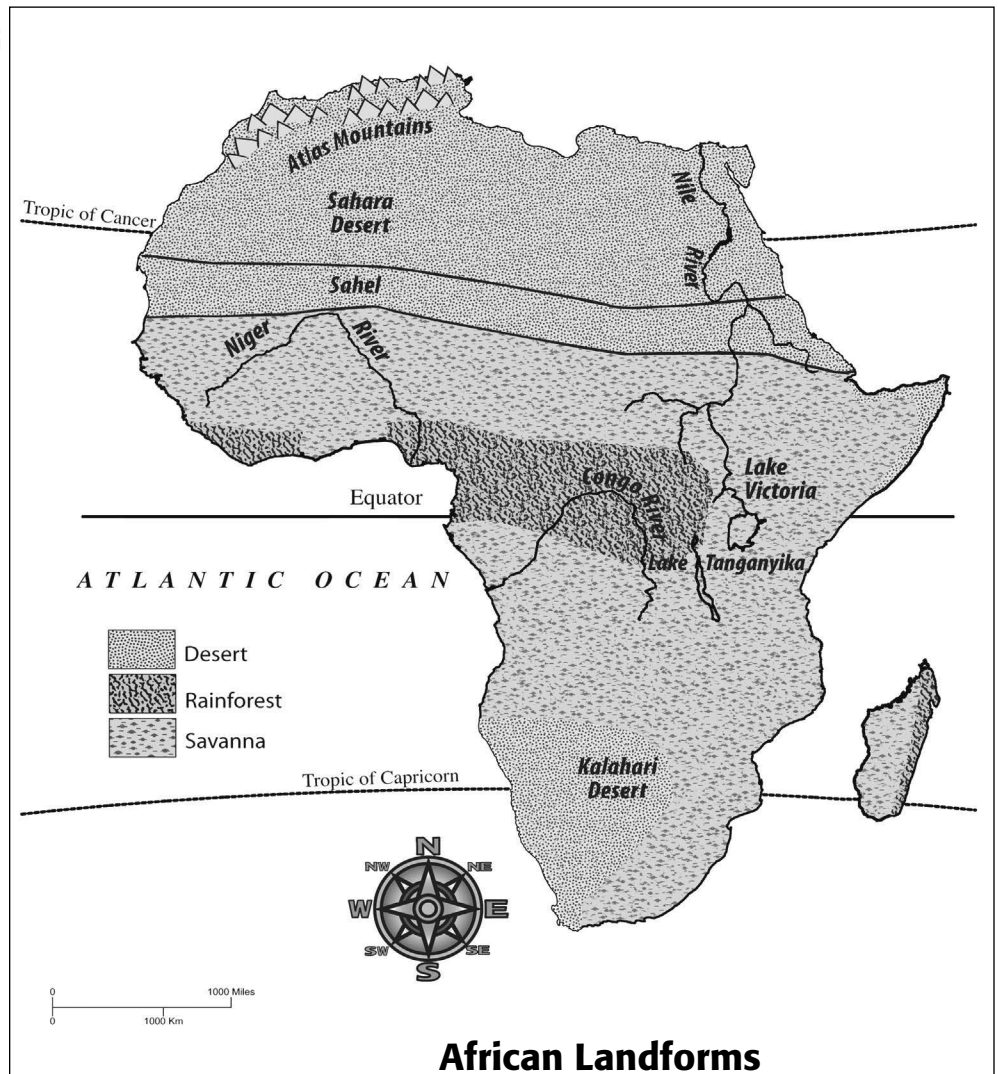 Atlas Mountains
Sahara
Desert
Nile
River
Tropic of Cancer
Sahel
Niger
River
Lake
Victoria
Congo River
Equator
Lake Tanganyika
ATLANTIC OCEAN
Desert
Rainforest
Savanna
Kalahari
Desert
Tropic of Capricorn
N
NW
NE
W
E
SW
SE
S
0
1000 Miles
0
1000 Km
African Landforms